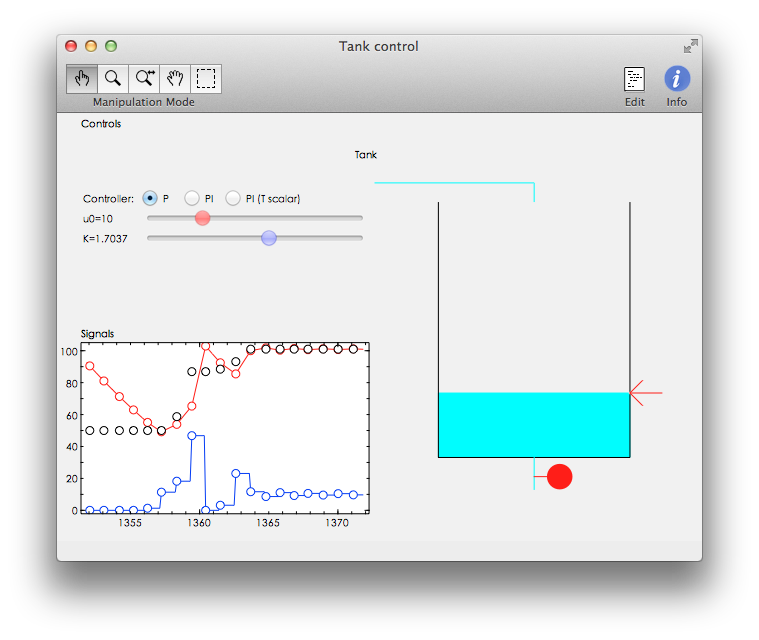 Tank control
Manipulation Mode
Edit
Info
Controls
Tank
Controller: P PI PI (T scalar)
u0=10
K=1.7037
Signals
100
80
60
40
20
0
1355 1360 1365 1370